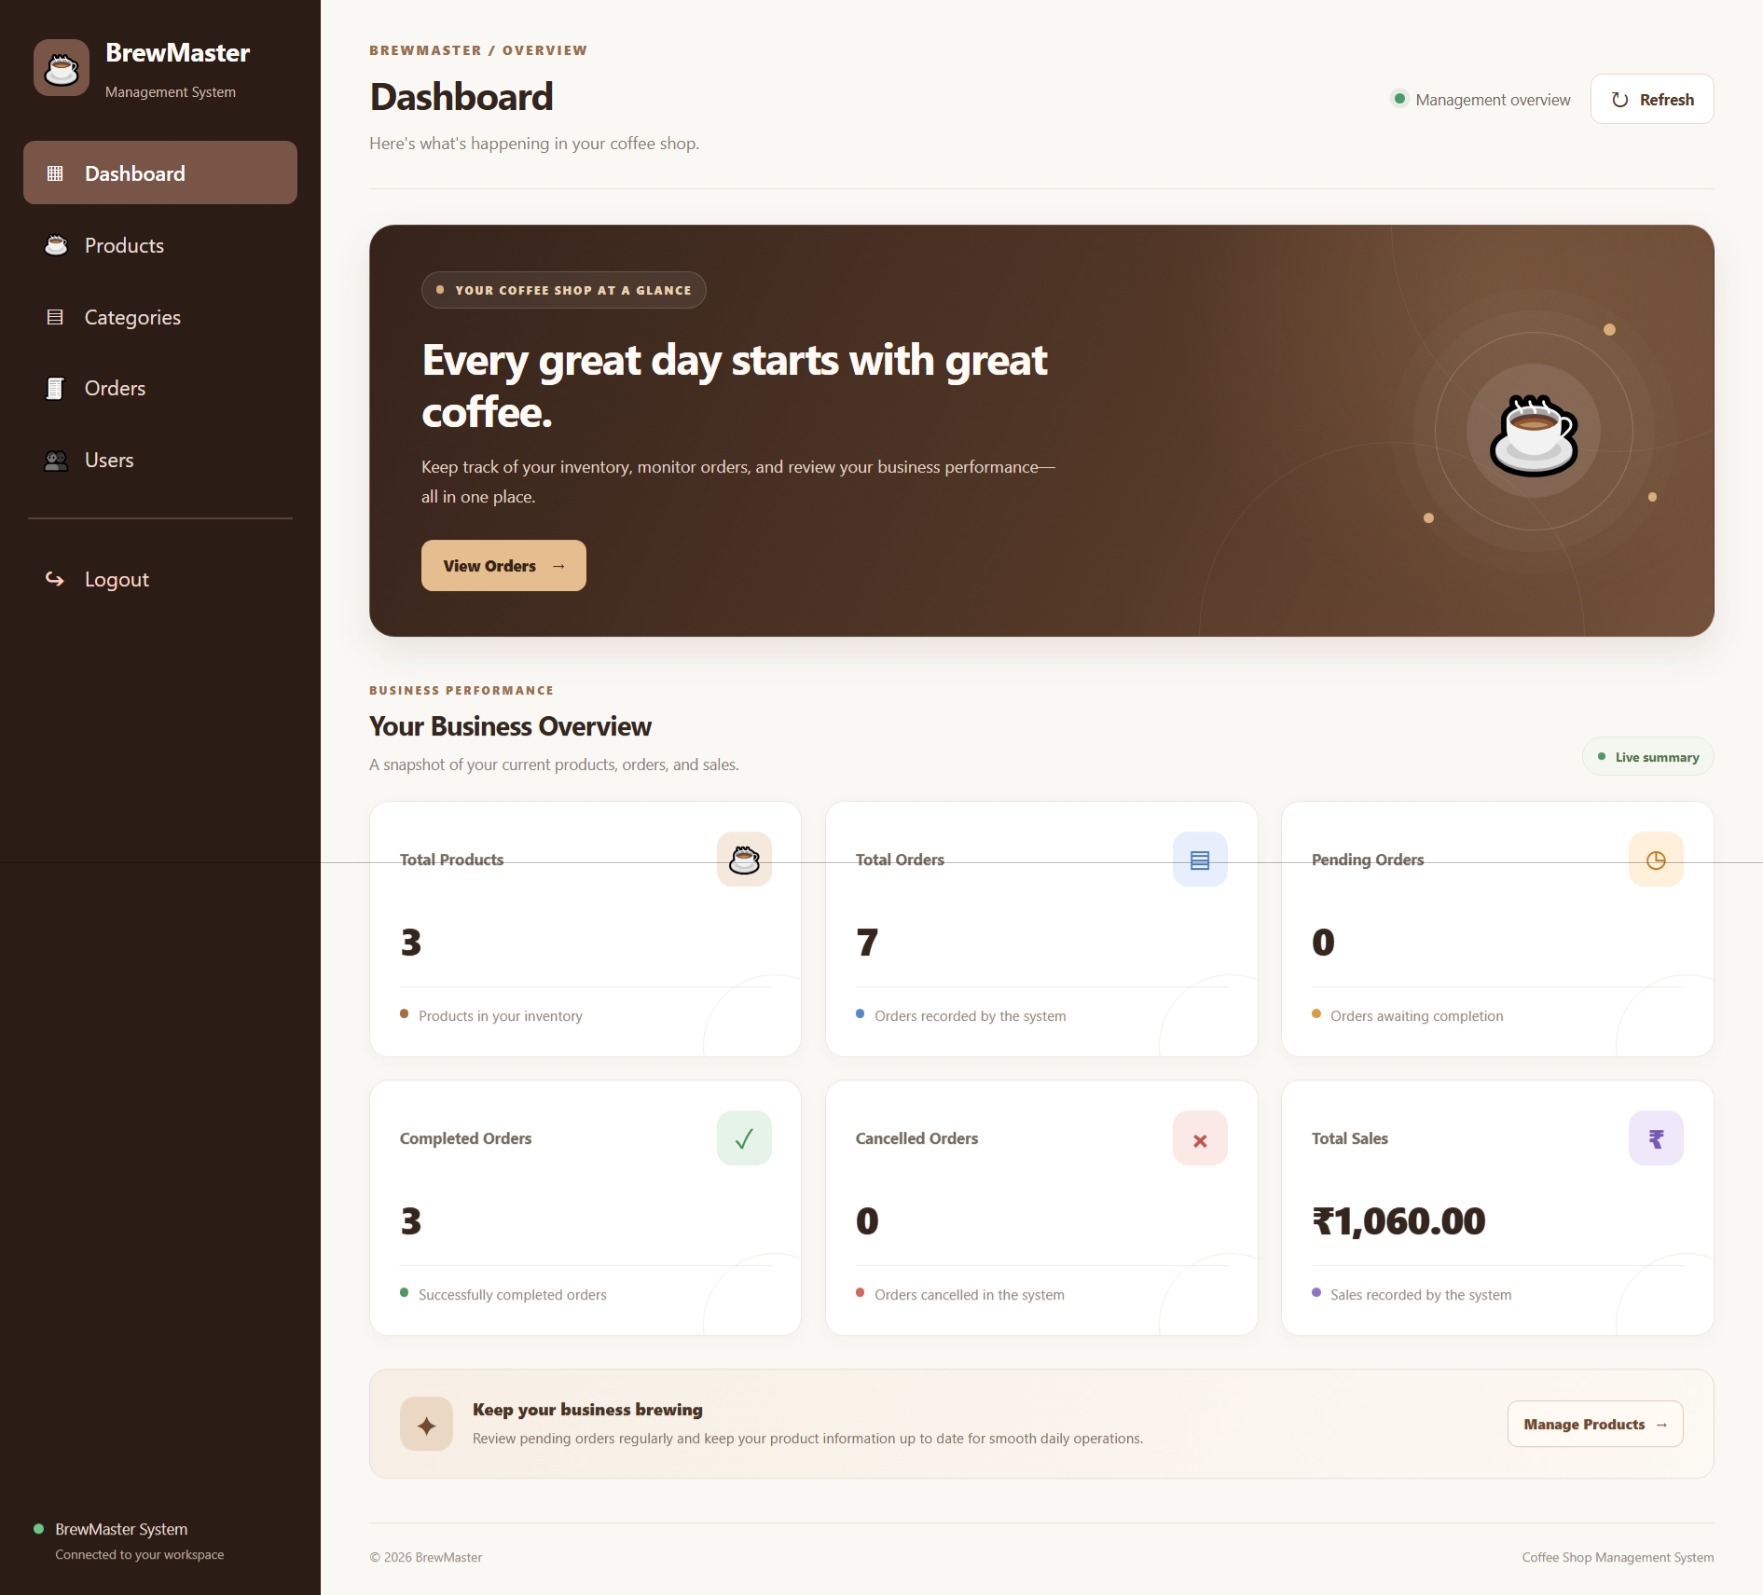 BrewMaster
Management System
Dashboard
Products
Categories
Orders
Users
Logout
BrewMaster System
Connected to your workspace
BREWMASTER / OVERVIEW
Dashboard
Here's what's happening in your coffee shop.
Management overview
Refresh
YOUR COFFEE SHOP AT A GLANCE
Every great day starts with great
coffee.
Keep track of your inventory, monitor orders, and review your business performance—
all in one place.
View Orders →
BUSINESS PERFORMANCE
Your Business Overview
A snapshot of your current products, orders, and sales.
Live summary
Total Products
3
Products in your inventory
Total Orders
7
Orders recorded by the system
Pending Orders
0
Orders awaiting completion
Completed Orders
3
Successfully completed orders
Cancelled Orders
0
Orders cancelled in the system
Total Sales
₹
₹1,060.00
Sales recorded by the system
Keep your business brewing
Review pending orders regularly and keep your product information up to date for smooth daily operations.
Manage Products →
© 2026 BrewMaster
Coffee Shop Management System